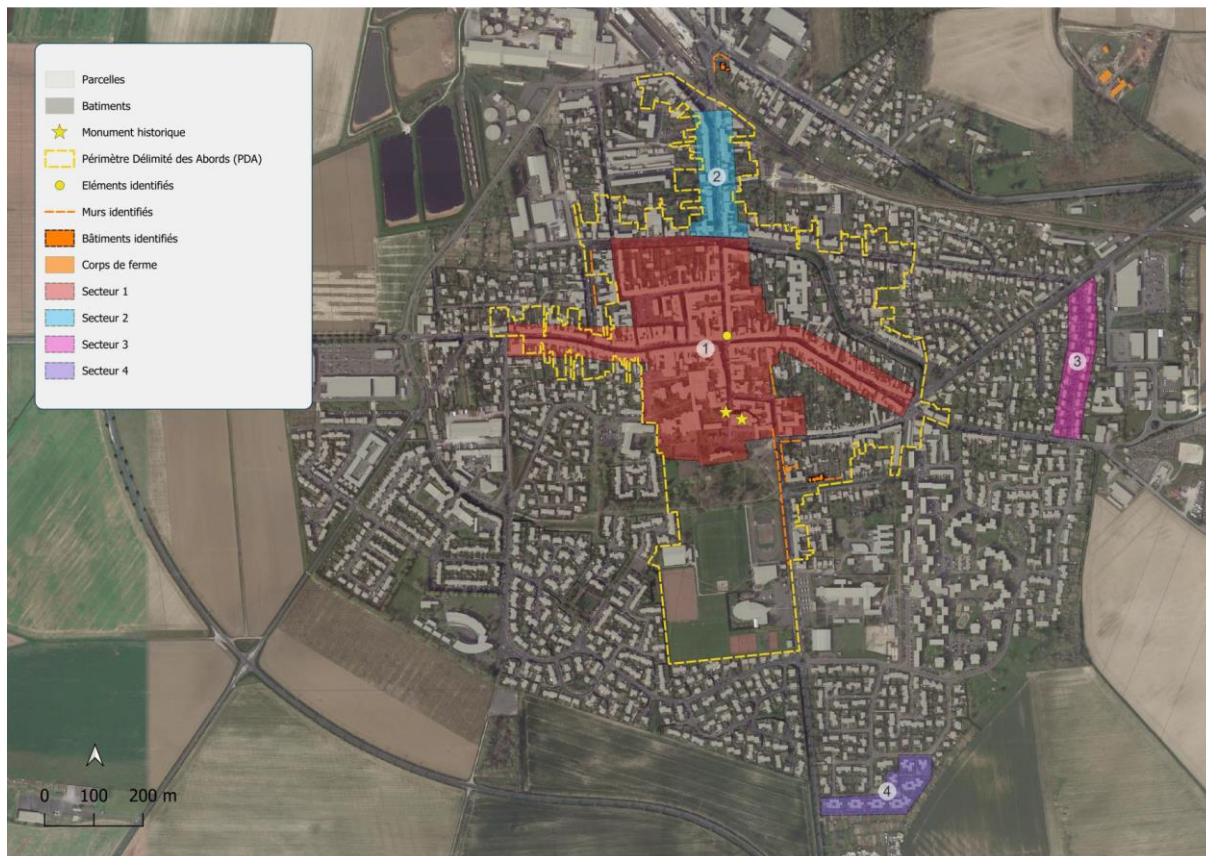 Parcelles
Batiments
Monument historique
Périmètre Délimité des Abords (PDA)
Eléments identifiés
Murs identifiés
Bâtiments identifiés
Corps de ferme
Secteur 1
Secteur 2
Secteur 3
Secteur 4
2
1
3
4
0 100 200 m